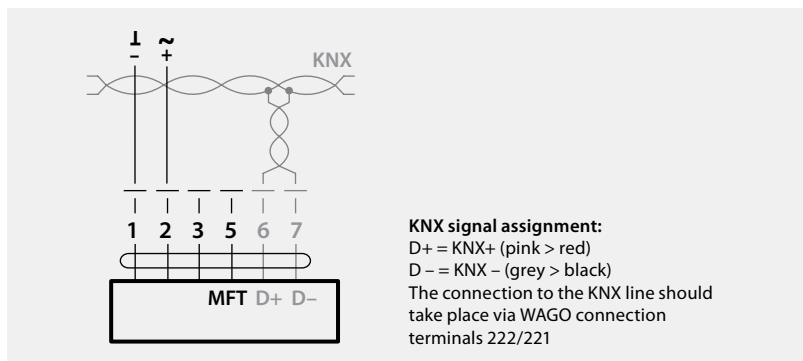 ⊥ ~
– +
KNX
1 2 3 5 6 7
MFT D+ D–
KNX signal assignment:
D+ = KNX+ (pink > red)
D – = KNX – (grey > black)
The connection to the KNX line should
take place via WAGO connection
terminals 222/221